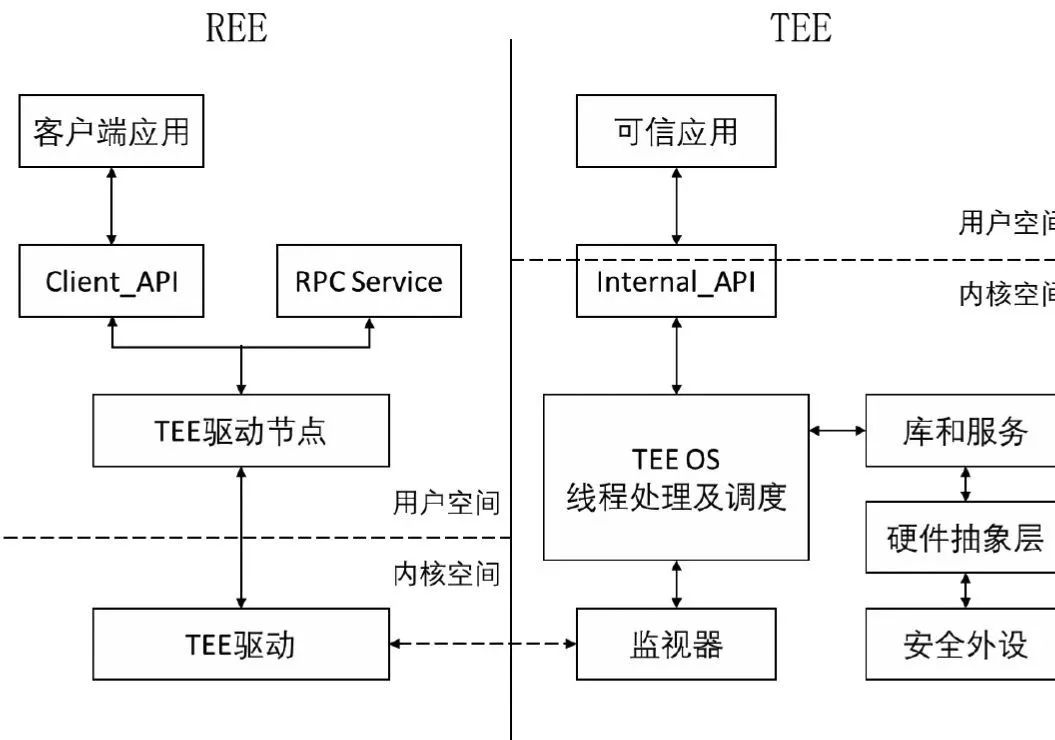 REE
TEE
客户端应用
可信应用
用户空间
Client_API
RPC Service
Internal_API
内核空间
TEE驱动节点
TEE OS
线程处理及调度
库和服务
用户空间
硬件抽象层
内核空间
TEE驱动
监视器
安全外设